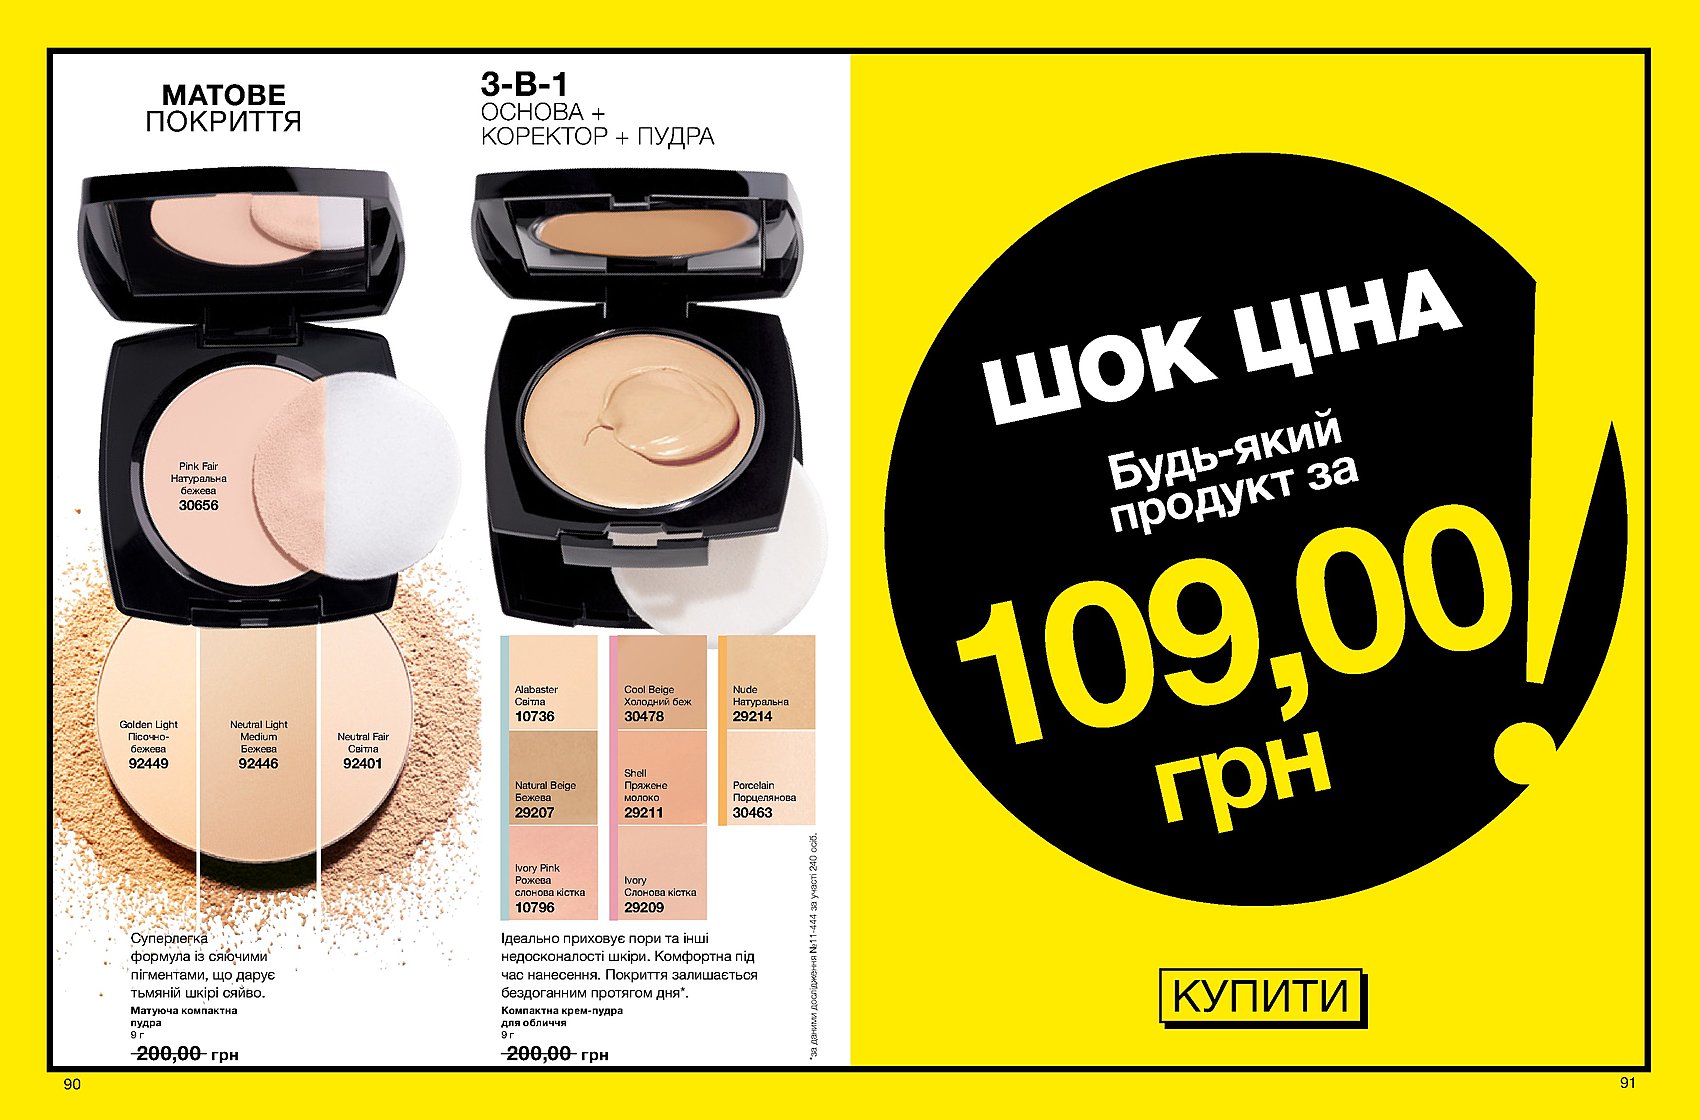 МАТОВЕ
ПОКРИТТЯ
3-В-1
ОСНОВА +
КОРЕКТОР + ПУДРА
Pink Fair
Натуральна
бежева
30656
Golden Light
Пісочно-
бежева
92449
Neutral Light
Medium
Бежева
92446
Neutral Fair
Світла
92401
Alabaster
Світла
10736
Cool Beige
Холодний беж
30478
Nude
Натуральна
29214
Natural Beige
Бежева
29207
Shell
Пряжене
молоко
29211
Porcelain
Порцелянова
30463
Ivory Pink
Рожева
слонова кістка
10796
Ivory
Слонова кістка
29209
Суперлегка
формула із сяючими
пігментами, що дарує
тьмяній шкірі сяйво.
Матуюча компактна
пудра
9 г
200,00 грн
Ідеально приховує пори та інші
недосконалості шкіри. Комфортна під
час нанесення. Покриття залишається
бездоганним протягом дня*.
Компактна крем-пудра
для обличчя
9 г
200,00 грн
*за даними дослідження №11-444 за участі 240 осіб.
ШОК ЦІНА
Будь-який
продукт за
109,00
грн
!
КУПИТИ
90
91